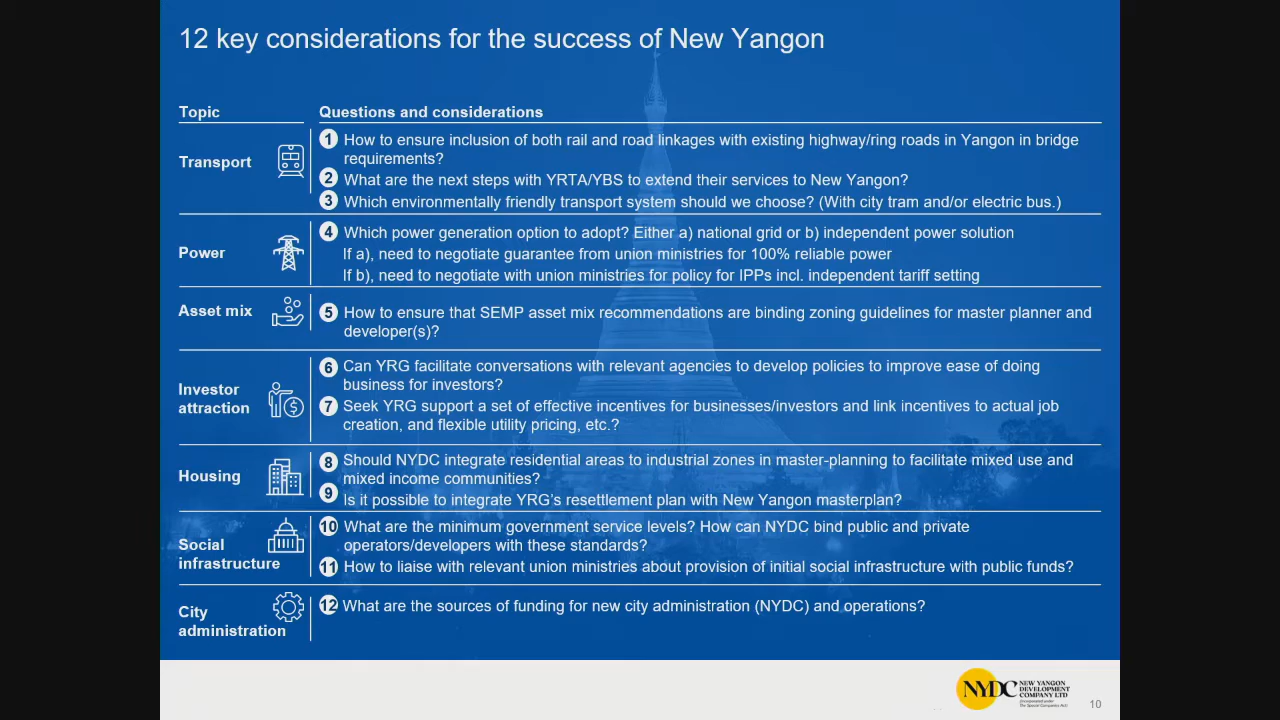 12 key considerations for the success of New Yangon
Topic
Questions and considerations
Transport
1 How to ensure inclusion of both rail and road linkages with existing highway/ring roads in Yangon in bridge
requirements?
2 What are the next steps with YRTA/YBS to extend their services to New Yangon?
3 Which environmentally friendly transport system should we choose? (With city tram and/or electric bus.)
Power
4 Which power generation option to adopt? Either a) national grid or b) independent power solution
If a), need to negotiate guarantee from union ministries for 100% reliable power
If b), need to negotiate with union ministries for policy for IPPs incl. independent tariff setting
Asset mix
5 How to ensure that SEMP asset mix recommendations are binding zoning guidelines for master planner and
developer(s)?
Investor
attraction
6 Can YRG facilitate conversations with relevant agencies to develop policies to improve ease of doing
business for investors?
7 Seek YRG support a set of effective incentives for businesses/investors and link incentives to actual job
creation, and flexible utility pricing, etc.?
Housing
8 Should NYDC integrate residential areas to industrial zones in master-planning to facilitate mixed use and
mixed income communities?
9 Is it possible to integrate YRG's resettlement plan with New Yangon masterplan?
Social
infrastructure
10 What are the minimum government service levels? How can NYDC bind public and private
operators/developers with these standards?
11 How to liaise with relevant union ministries about provision of initial social infrastructure with public funds?
City
administration
12 What are the sources of funding for new city administration (NYDC) and operations?
NYDC
NEW YANGON
DEVELOPMENT
COMPANY LTD
(Incorporated under
The Special Companies Act)
10